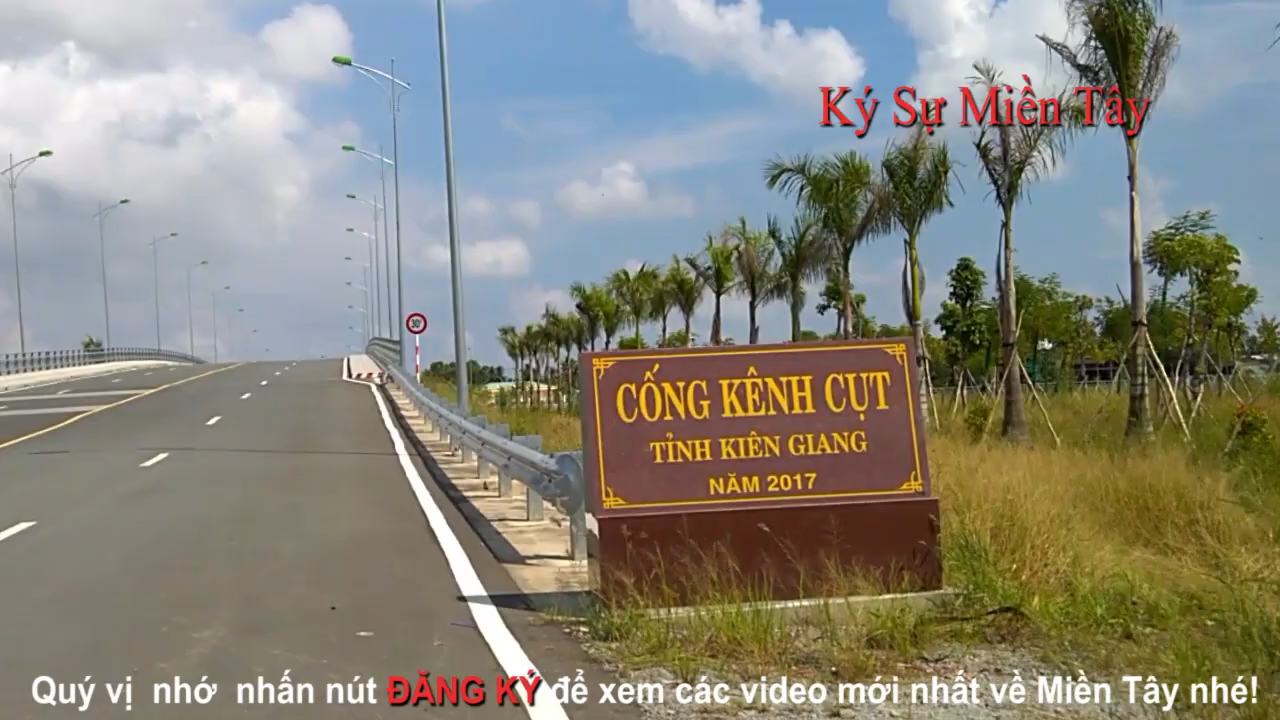 Ký Sự Miền Tây
30
CỐNG KÊNH CỤT
TỈNH KIÊN GIANG
NĂM 2017
Quý vị nhớ nhấn nút ĐĂNG KÝ để xem các video mới nhất về Miền Tây nhé!